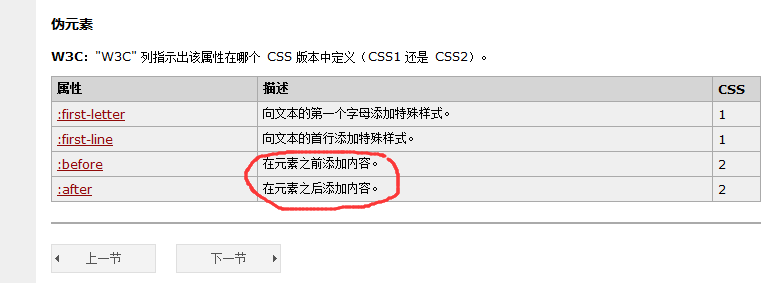 伪元素
W3C："W3C" 列指示出该属性在哪个 CSS 版本中定义（CSS1 还是 CSS2）。
属性 描述 CSS
:first-letter 向文本的第一个字母添加特殊样式。 1
:first-line 向文本的首行添加特殊样式。 1
:before 在元素之前添加内容。 2
:after 在元素之后添加内容。 2
上一节 下一节